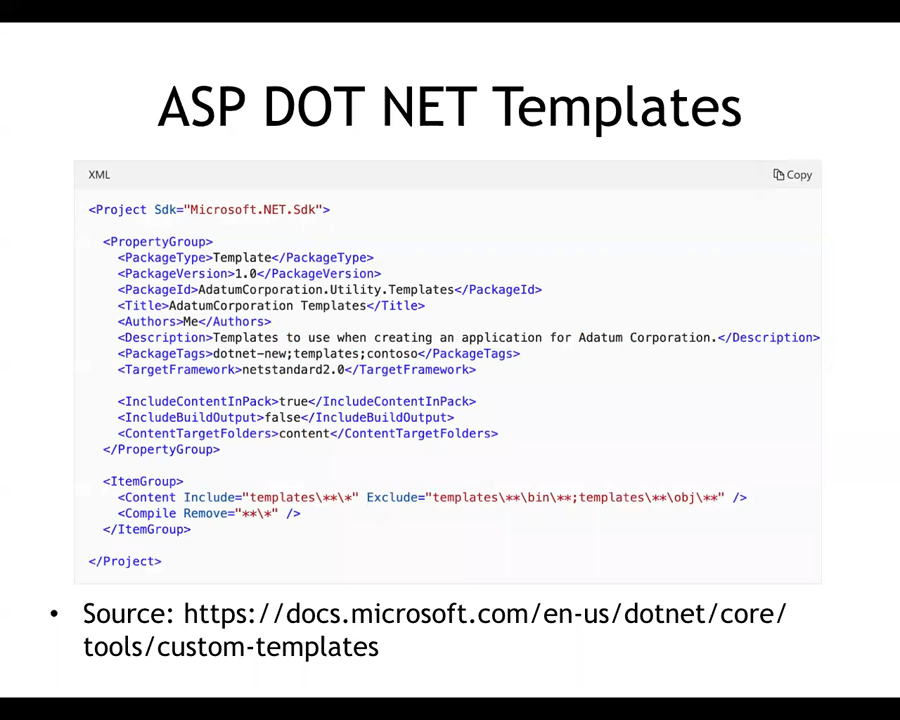 ASP DOT NET Templates
XML
Copy
<Project Sdk="Microsoft.NET.Sdk">
<PropertyGroup>
<PackageType>Template</PackageType>
<PackageVersion>1.0</PackageVersion>
<PackageId>AdatumCorporation.Utility.Templates</PackageId>
<Title>AdatumCorporation Templates</Title>
<Authors>Me</Authors>
<Description>Templates to use when creating an application for Adatum Corporation.</Description>
<PackageTags>dotnet-new;templates;contoso</PackageTags>
<TargetFramework>netstandard2.0</TargetFramework>
<IncludeContentInPack>true</IncludeContentInPack>
<IncludeBuildOutput>false</IncludeBuildOutput>
<ContentTargetFolders>content</ContentTargetFolders>
</PropertyGroup>
<ItemGroup>
<Content Include="templates\**\*" Exclude="templates\**\bin\**;templates\**\obj\**" />
<Compile Remove="**\*" />
</ItemGroup>
</Project>
• Source: https://docs.microsoft.com/en-us/dotnet/core/
tools/custom-templates